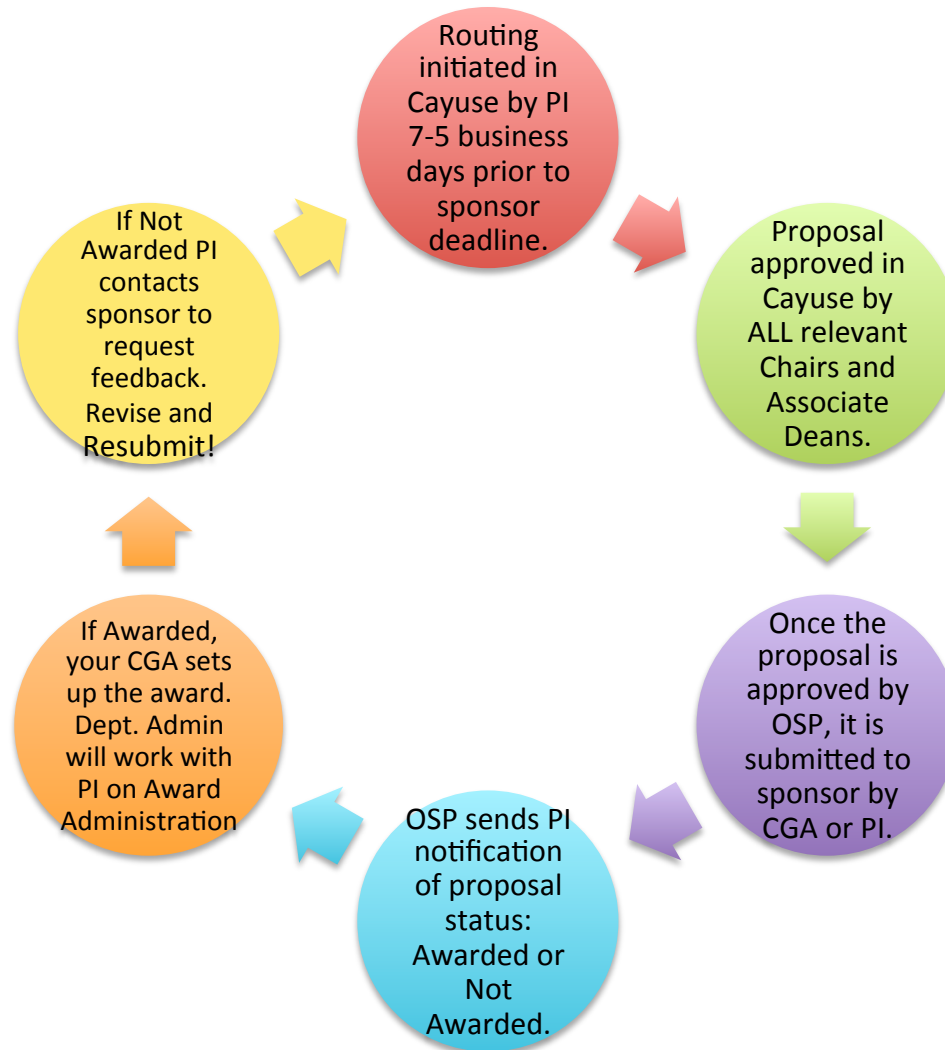 Routing
initiated in
Cayuse by PI
7-5 business
days prior to
sponsor
deadline.
Proposal
approved in
Cayuse by
ALL relevant
Chairs and
Associate
Deans.
Once the
proposal is
approved by
OSP, it is
submitted to
sponsor by
CGA or PI.
OSP sends PI
notification
of proposal
status:
Awarded or
Not
Awarded.
If Awarded,
your CGA sets
up the award.
Dept. Admin
will work with
PI on Award
Administration
If Not
Awarded PI
contacts
sponsor to
request
feedback.
Revise and
Resubmit!